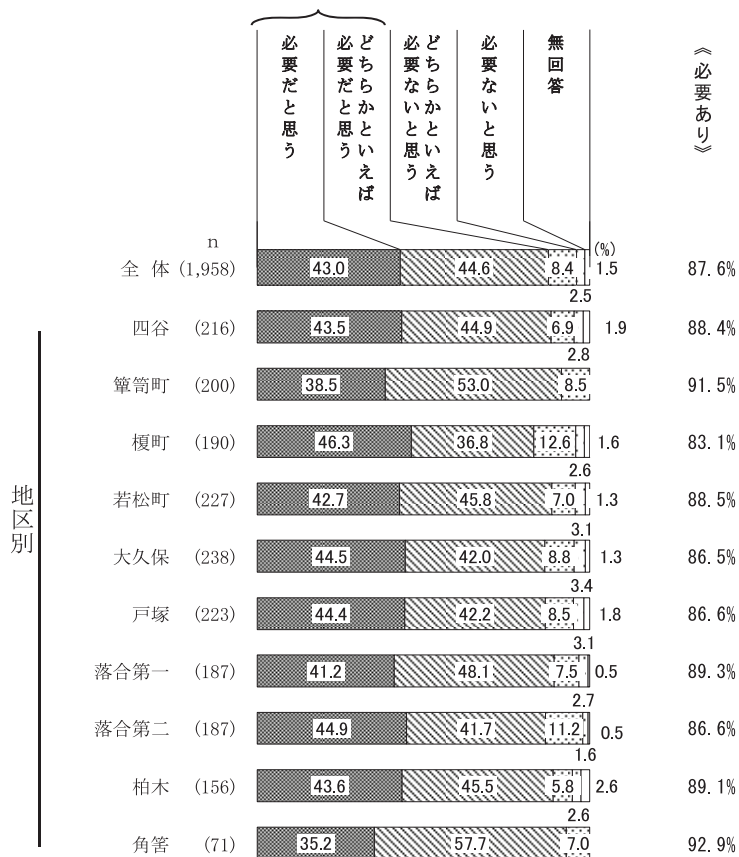 必要だと思う
どちらかといえば
必要だと思う
どちらかといえば
必要ないと思う
必要ないと思う
無回答
《必要あり》
n
(%)
全 体 (1,958) 43.0 44.6 8.4 2.5 1.5 87.6%
地区別
四谷 (216) 43.5 44.9 6.9 2.8 1.9 88.4%
簞笥町 (200) 38.5 53.0 8.5 91.5%
榎町 (190) 46.3 36.8 12.6 2.6 1.6 83.1%
若松町 (227) 42.7 45.8 7.0 3.1 1.3 88.5%
大久保 (238) 44.5 42.0 8.8 3.4 1.3 86.5%
戸塚 (223) 44.4 42.2 8.5 3.1 1.8 86.6%
落合第一 (187) 41.2 48.1 7.5 2.7 0.5 89.3%
落合第二 (187) 44.9 41.7 11.2 1.6 0.5 86.6%
柏木 (156) 43.6 45.5 5.8 2.6 2.6 89.1%
角筈 (71) 35.2 57.7 7.0 92.9%